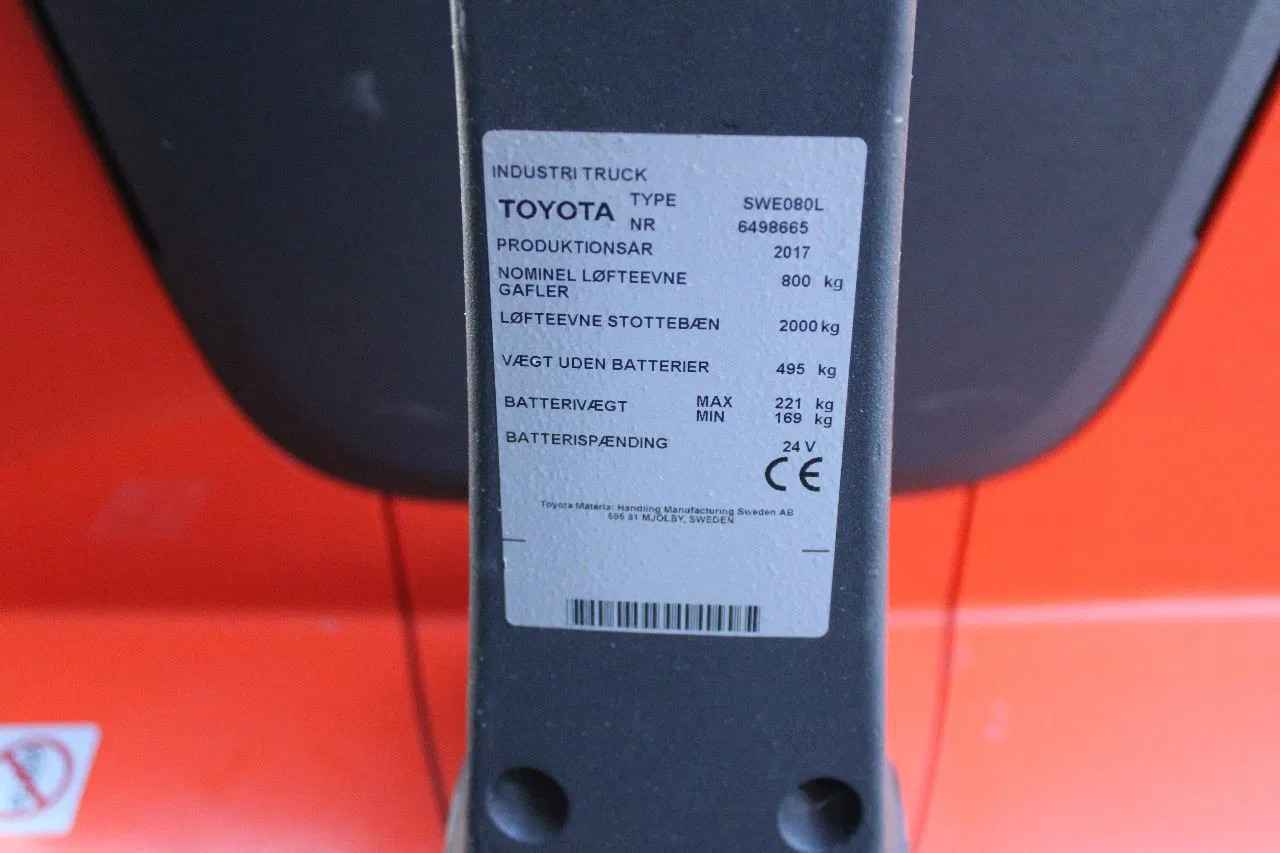 INDUSTRI TRUCK
TOYOTA TYPE SWE080L
NR 6498665
PRODUKTIONSAR 2017
NOMINEL LØFTEEVNE 800 kg
GAFLER
LØFTEEVNE STOTTEBÆN 2000 kg
VÆGT UDEN BATTERIER 495 kg
BATTERIVÆGT MAX 221 kg
MIN 169 kg
BATTERISPÆNDING 24 V
CE
Toyota Material Handling Manufacturing Sweden AB
595 81 MJÖLBY, SWEDEN